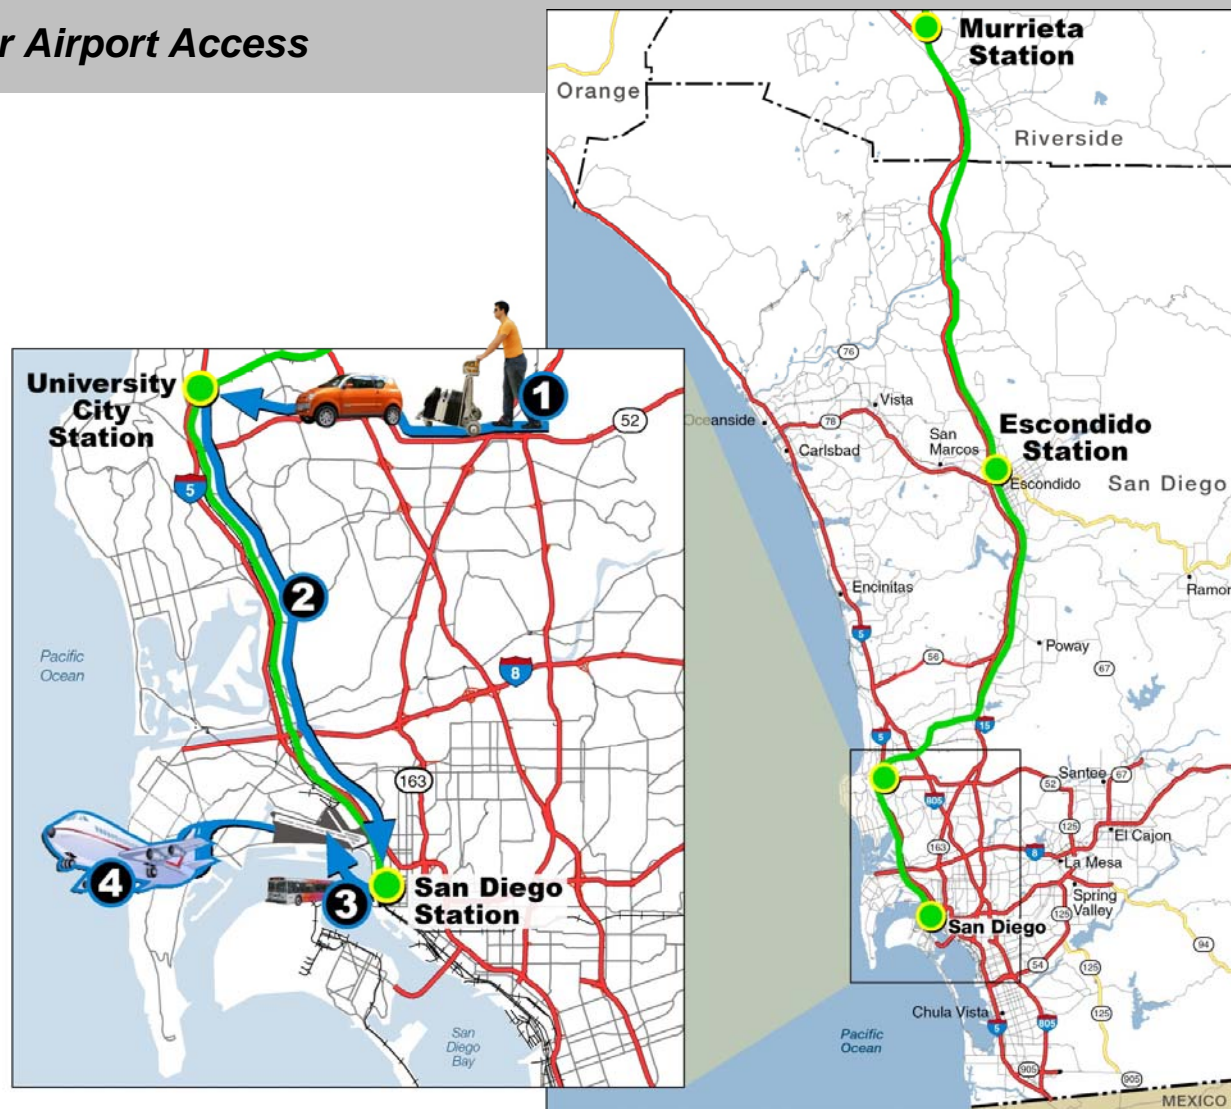 r Airport Access
Murrieta
Station
Orange
Riverside
76
Vista
Oceanside
78
San
Marcos
Carlsbad
Escondido
Station
Escondido
San Diego
Encinitas
Ramon
5
Poway
56
67
15
5
Santee
67
52
805
125
El Cajon
163
8
La Mesa
Spring
Valley
125
San Diego
94
54
125
Chula Vista
5
805
125
Pacific
Ocean
905
905
MEXICO
University
City
Station
1
52
5
2
Pacific
Ocean
8
163
4
3
San Diego
Station
San
Diego
Bay